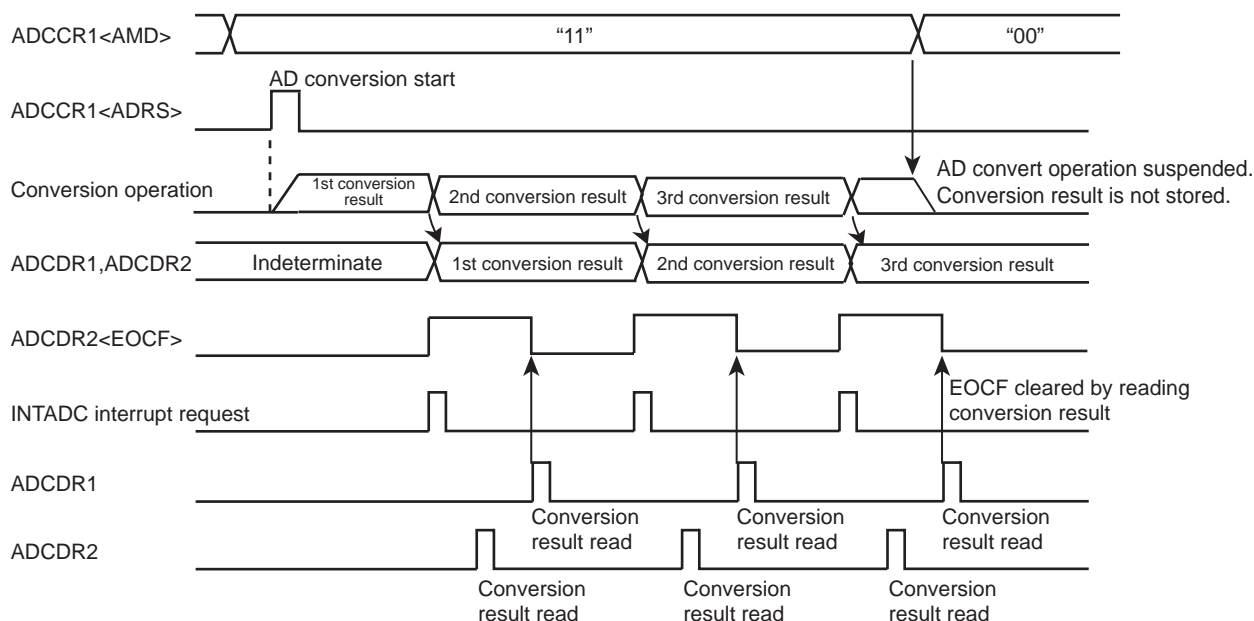 ADCCR1<AMD>
“11”
“00”
AD conversion start
ADCCR1<ADRS>
AD convert operation suspended.
Conversion result is not stored.
Conversion operation
1st conversion
result
2nd conversion result
3rd conversion result
ADCDR1,ADCDR2
Indeterminate
1st conversion result
2nd conversion result
3rd conversion result
ADCDR2<EOCF>
EOCF cleared by reading
conversion result
INTADC interrupt request
ADCDR1
Conversion
result read
Conversion
result read
Conversion
result read
ADCDR2
Conversion
result read
Conversion
result read
Conversion
result read